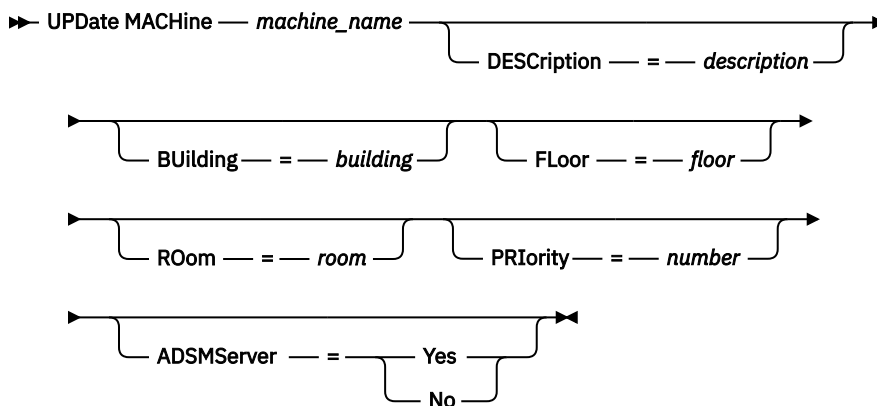 UPDate MACHine machine_name
DESCription = description
BUilding = building FLoor = floor
ROom = room PRIority = number
ADSMServer = Yes
No